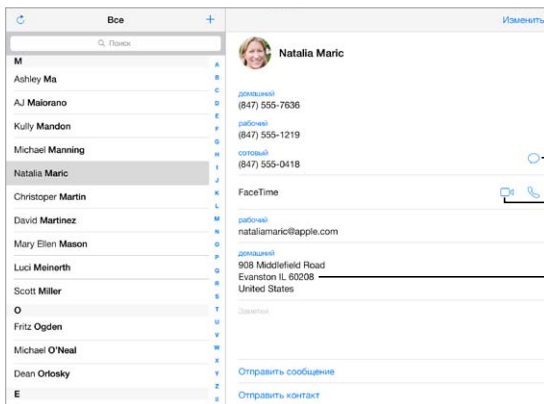 Все
Изменить
Поиск
M
Ashley Ma
AJ Maiorano
Kully Mandon
Michael Manning
Natalia Maric
Christoper Martin
David Martinez
Mary Ellen Mason
Luci Meinerth
Scott Miller
O
Fritz Ogden
Michael O'Neal
Dean Orlosky
E
A
B
C
D
E
F
G
H
I
J
K
L
M
N
O
P
Q
R
S
T
U
V
W
X
Y
Z
Natalia Maric
домашний
(847) 555-7636
рабочий
(847) 555-1219
сотовый
(847) 555-0418
FaceTime
рабочий
nataliamaric@apple.com
домашний
908 Middlefield Road
Evanston IL 60208
United States
Заметки
Отправить сообщение
Отправить контакт